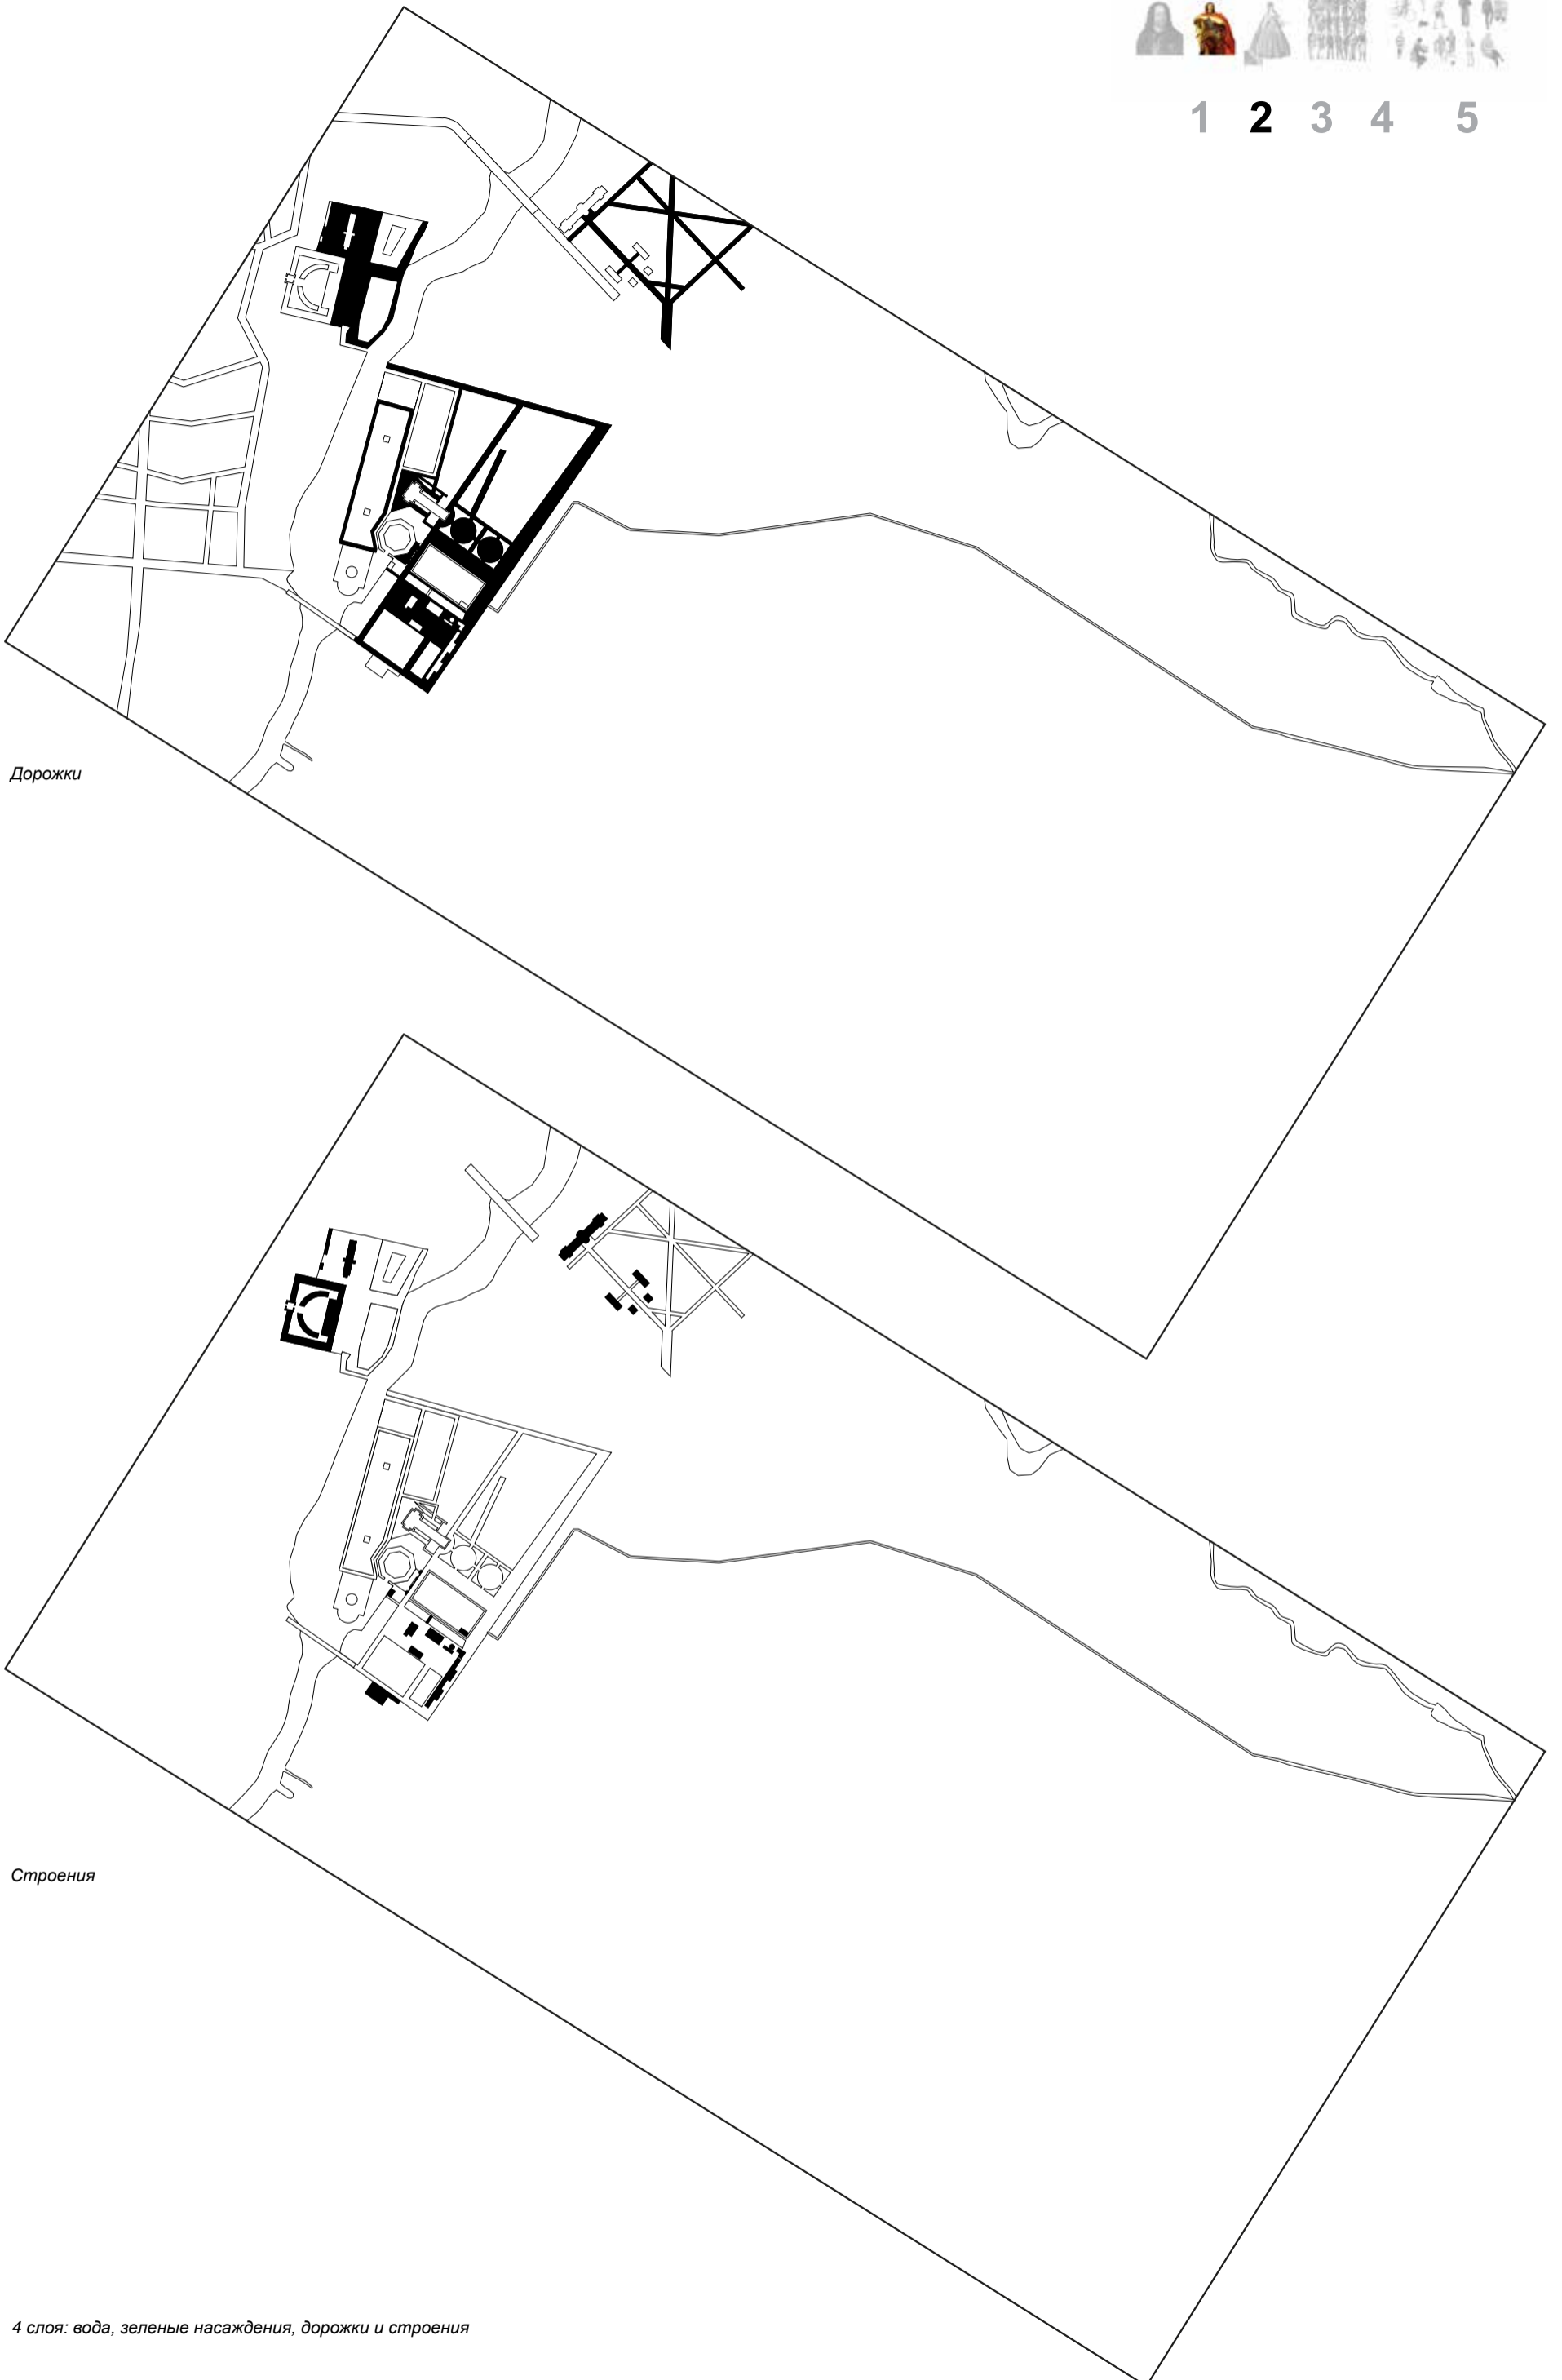 1 2 3 4 5
Дорожки
Строения
4 слоя: вода, зеленые насаждения, дорожки и строения